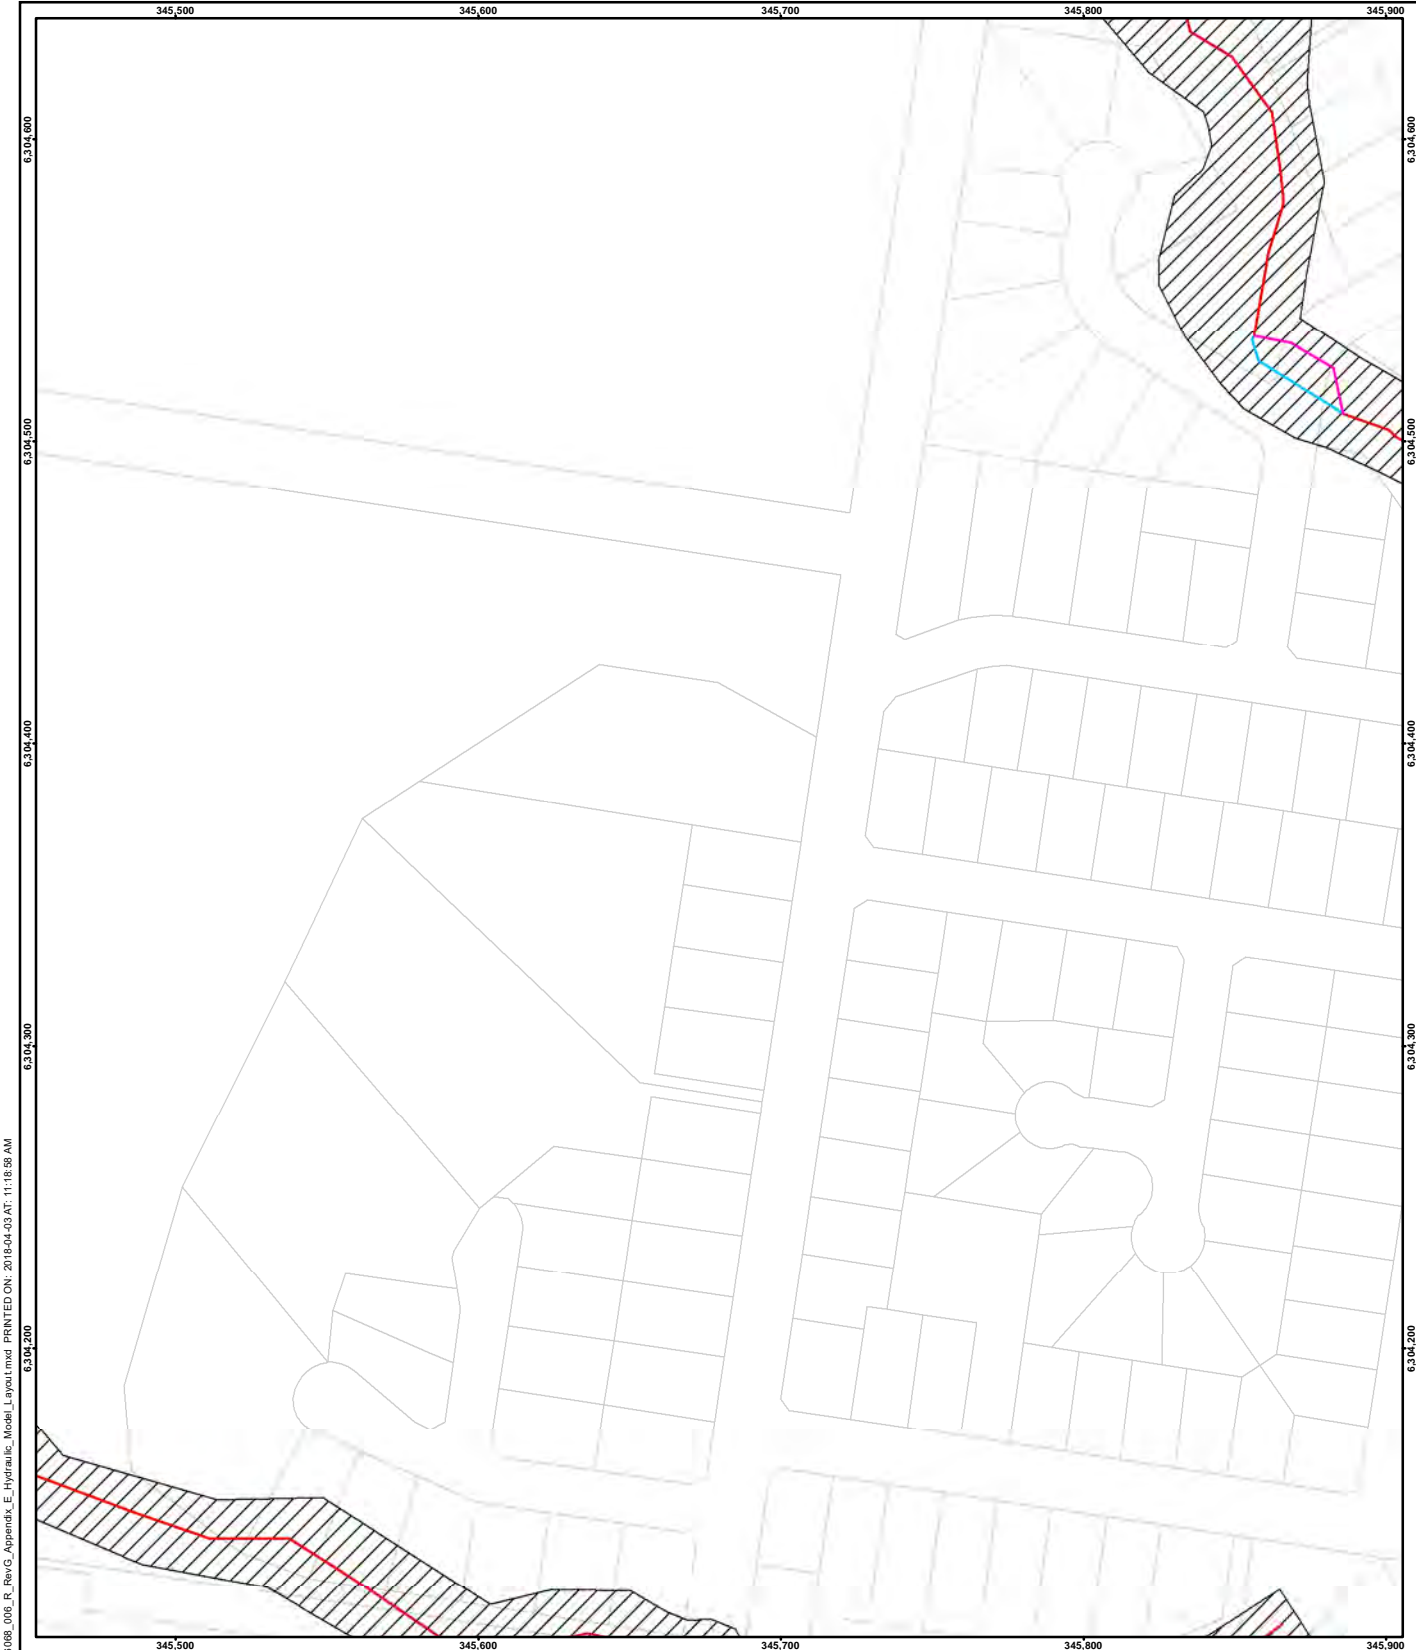 345,500 345,600 345,700 345,800 345,900
6,304,600 6,304,600
6,304,500 6,304,500
6,304,400 6,304,400
6,304,300 6,304,300
6,304,200 6,304,200
345,500 345,600 345,700 345,800 345,900
068_006_R_RevG_Appendix_E_Hydraulic_Model_Layout.mxd PRINTED ON: 2018-04-03 AT: 11:18:58 AM